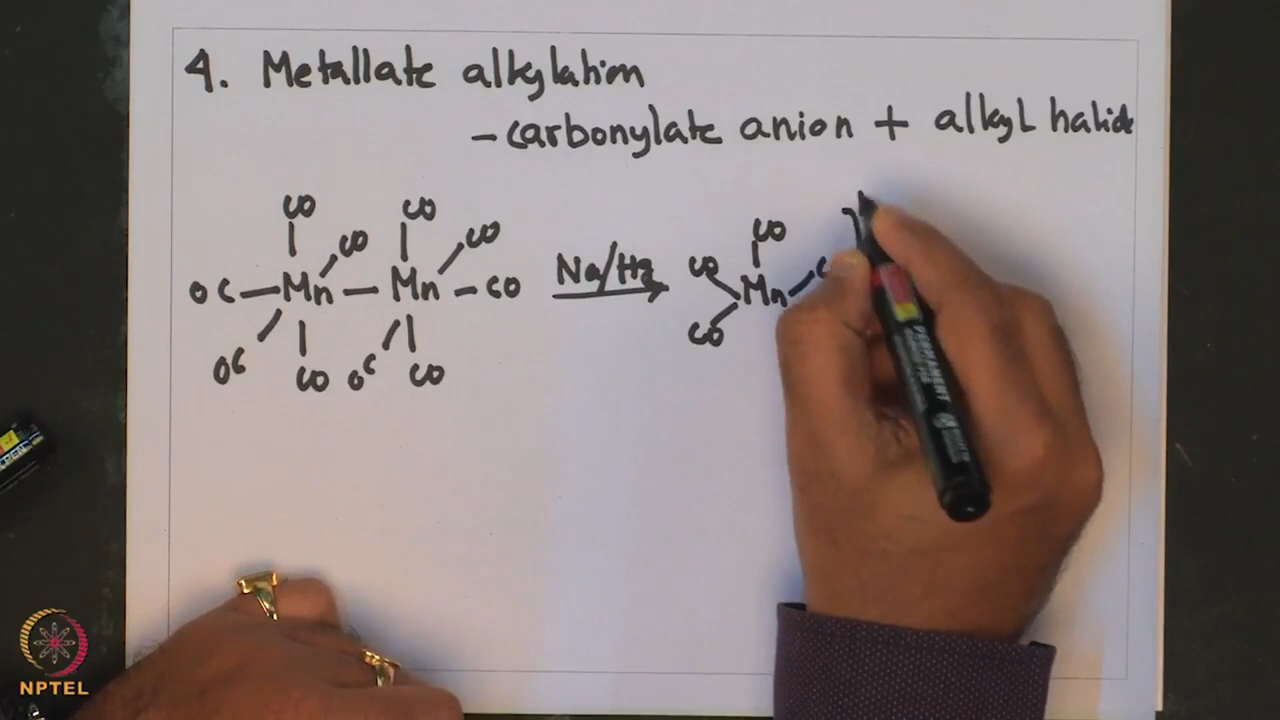 4. Metallate alkylation
- carbonylate anion + alkyl halide
CO CO
CO CO
OC Mn Mn CO
OC CO OC CO
Na/Hg
CO
CO Mn
CO
NPTEL